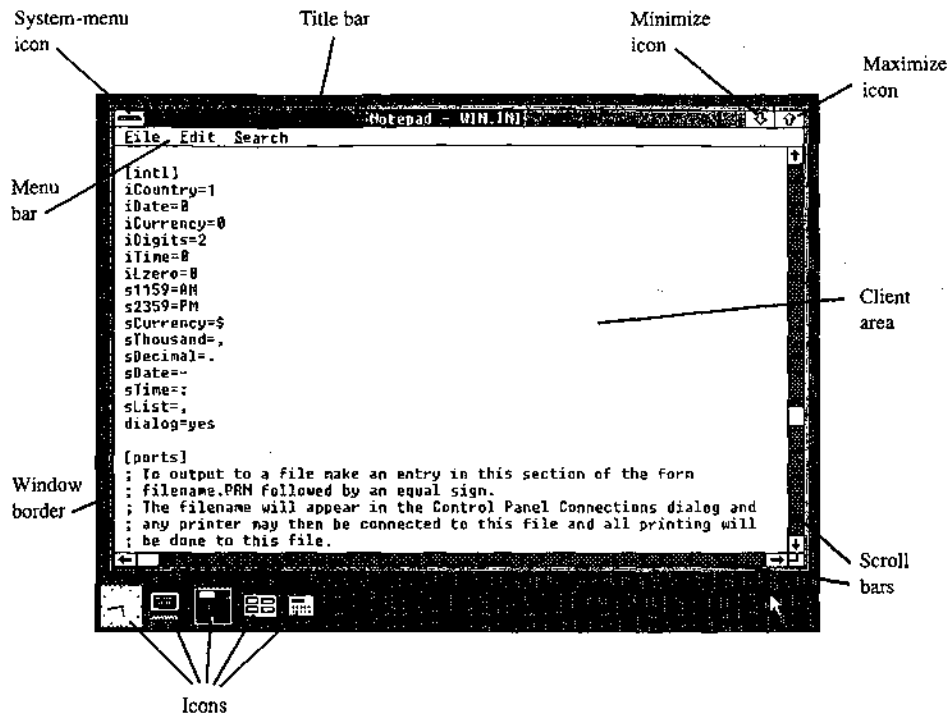 System-menu
icon
Title bar
Minimize
icon
Maximize
icon
Notepad - WIN.INI
File Edit Search
Menu
bar
[intl]
iCountry=1
iDate=0
iCurrency=0
iDigits=2
iTime=0
iLzero=0
s1159=AM
s2359=PM
sCurrency=$
sThousand=,
sDecimal=.
sDate=-
sTime=:
sList=,
dialog=yes
Client
area
[ports]
; To output to a file make an entry in this section of the form
; filename.PRN followed by an equal sign.
; The filename will appear in the Control Panel Connections dialog and
; any printer may then be connected to this file and all printing will
; be done to this file.
Window
border
Scroll
bars
Icons